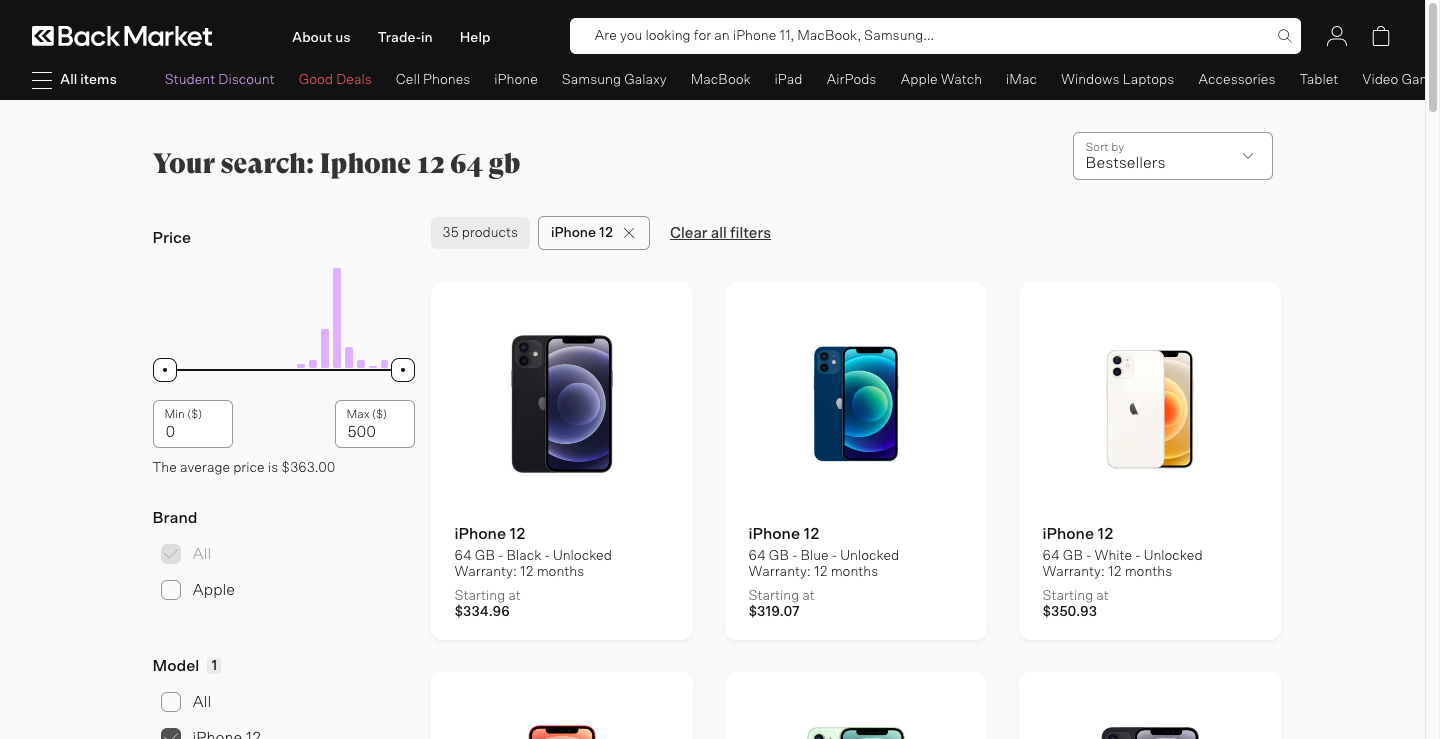 Back Market
About us
Trade-in
Help
Are you looking for an iPhone 11, MacBook, Samsung...
All items
Student Discount
Good Deals
Cell Phones
iPhone
Samsung Galaxy
MacBook
iPad
AirPods
Apple Watch
iMac
Windows Laptops
Accessories
Tablet
Video Gam
Your search: Iphone 12 64 gb
Sort by
Bestsellers
Price
35 products
iPhone 12
Clear all filters
Min ($)
0
Max ($)
500
The average price is $363.00
Brand
All
Apple
Model 1
All
iPhone 12
iPhone 12
64 GB - Black - Unlocked
Warranty: 12 months
Starting at
$334.96
iPhone 12
64 GB - Blue - Unlocked
Warranty: 12 months
Starting at
$319.07
iPhone 12
64 GB - White - Unlocked
Warranty: 12 months
Starting at
$350.93